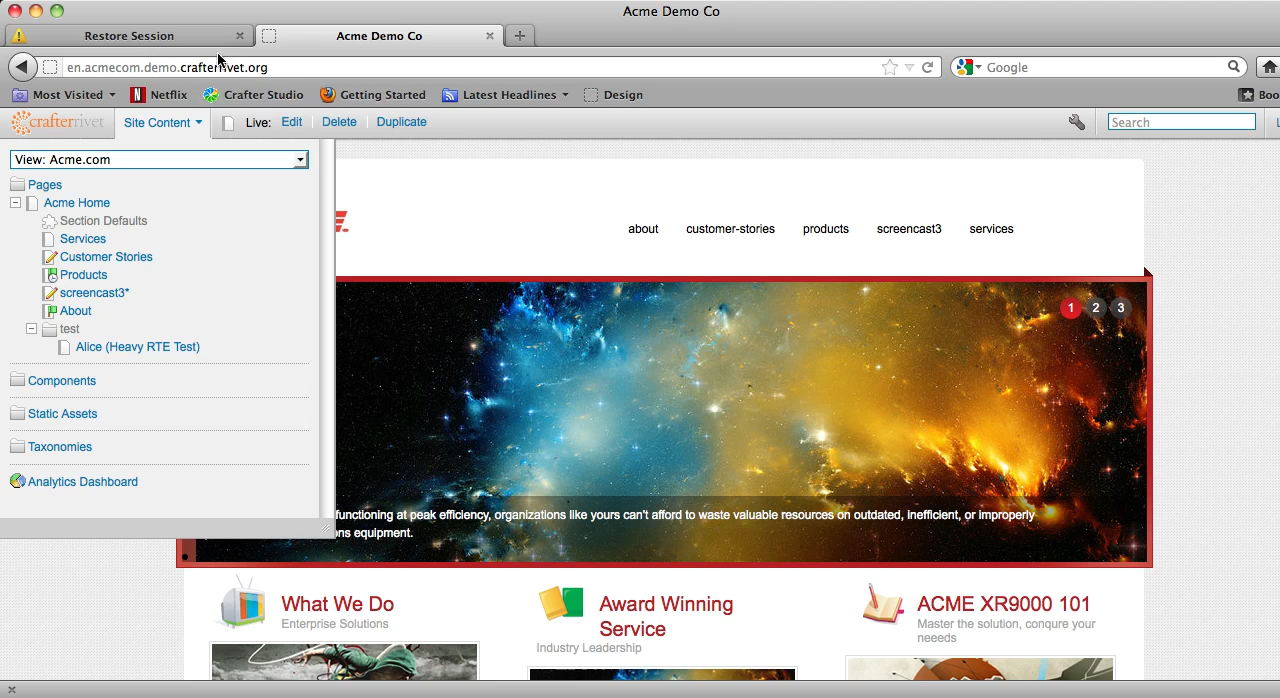 Acme Demo Co
Restore Session
Acme Demo Co
en.acmecom.demo.crafterrivet.org
Google
Most Visited
Netflix
Crafter Studio
Getting Started
Latest Headlines
Design
Boo
crafterrivet
Site Content
Live:
Edit
Delete
Duplicate
Search
View: Acme.com
Pages
Acme Home
Section Defaults
Services
Customer Stories
Products
screencast3*
About
test
Alice (Heavy RTE Test)
Components
Static Assets
Taxonomies
Analytics Dashboard
E.
about
customer-stories
products
screencast3
services
1
2
3
functioning at peak efficiency, organizations like yours can't afford to waste valuable resources on outdated, inefficient, or improperly
ons equipment.
What We Do
Enterprise Solutions
Award Winning
Service
Industry Leadership
ACME XR9000 101
Master the solution, conqure your
neeeds